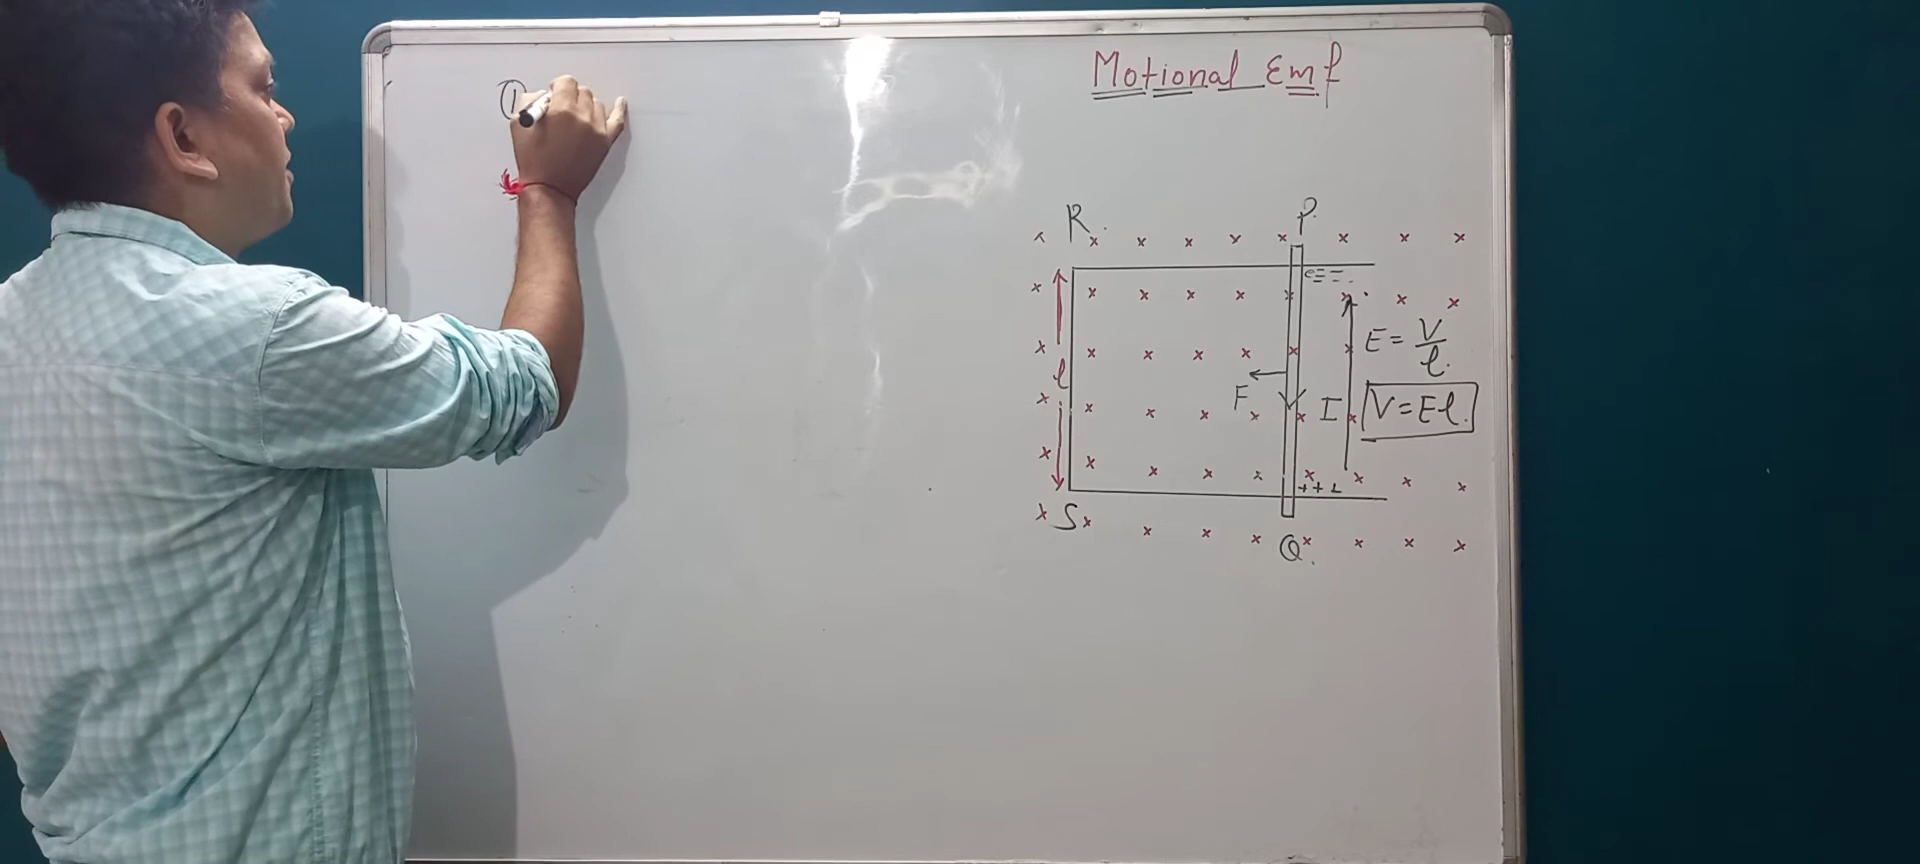 ①
Motional Emf
R.
P.
e= = -
l
E = V/l.
F
I
V=El.
+ + +
S
Q.